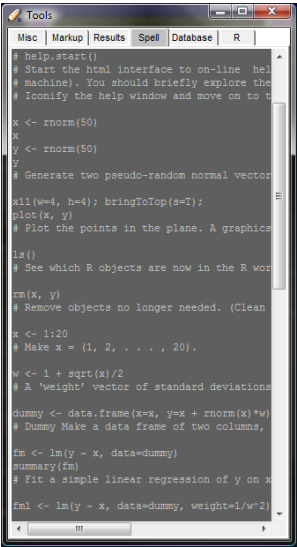 Tools
Misc Markup Results Spell Database R
# help.start()
# Start the html interface to on-line hel
# machine). You should briefly explore the
# Iconify the help window and move on to t
x <- rnorm(50)
x
y <- rnorm(50)
y
# Generate two pseudo-random normal vector
x11(w=4, h=4); bringToTop(s=T);
plot(x, y)
# Plot the points in the plane. A graphics
ls()
# See which R objects are now in the R wor
rm(x, y)
# Remove objects no longer needed. (Clean
x <- 1:20
# Make x = (1, 2, . . . , 20).
w <- 1 + sqrt(x)/2
# A ‘weight’ vector of standard deviations
dummy <- data.frame(x=x, y=x + rnorm(x)*w)
# Dummy Make a data frame of two columns,
fm <- lm(y ~ x, data=dummy)
summary(fm)
# Fit a simple linear regression of y on x
fm1 <- lm(y ~ x, data=dummy, weight=1/w^2)